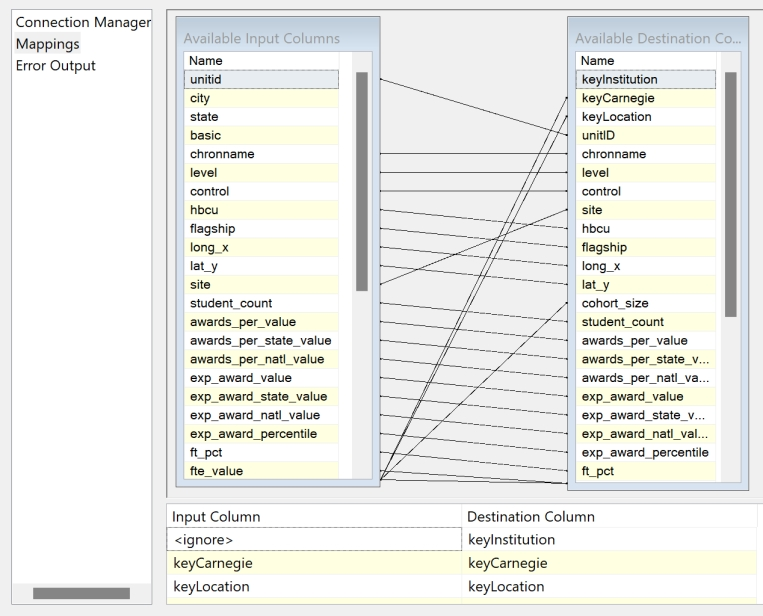 Connection Manager
Mappings
Error Output
Available Input Columns
Name
unitid
city
state
basic
chronname
level
control
hbcu
flagship
long_x
lat_y
site
student_count
awards_per_value
awards_per_state_value
awards_per_natl_value
exp_award_value
exp_award_state_value
exp_award_natl_value
exp_award_percentile
ft_pct
fte_value
Available Destination Co...
Name
keyInstitution
keyCarnegie
keyLocation
unitID
chronname
level
control
site
hbcu
flagship
long_x
lat_y
cohort_size
student_count
awards_per_value
awards_per_state_v...
awards_per_natl_va...
exp_award_value
exp_award_state_v...
exp_award_natl_val...
exp_award_percentile
ft_pct
Input Column Destination Column
<ignore> keyInstitution
keyCarnegie keyCarnegie
keyLocation keyLocation